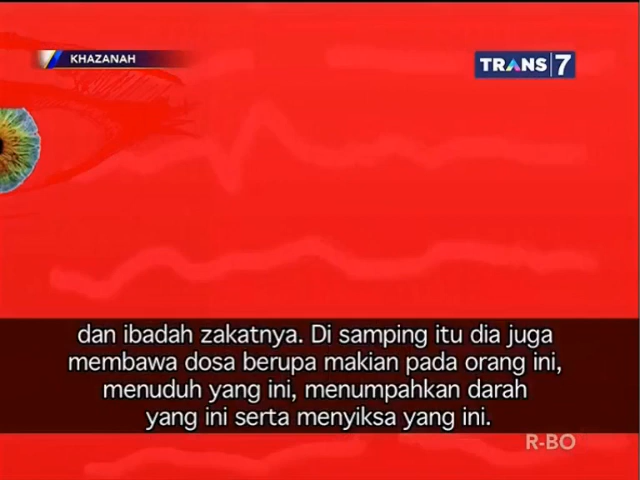 KHAZANAH
TRANS 7
dan ibadah zakatnya. Di samping itu dia juga
membawa dosa berupa makian pada orang ini,
menuduh yang ini, menumpahkan darah
yang ini serta menyiksa yang ini.
R-BO